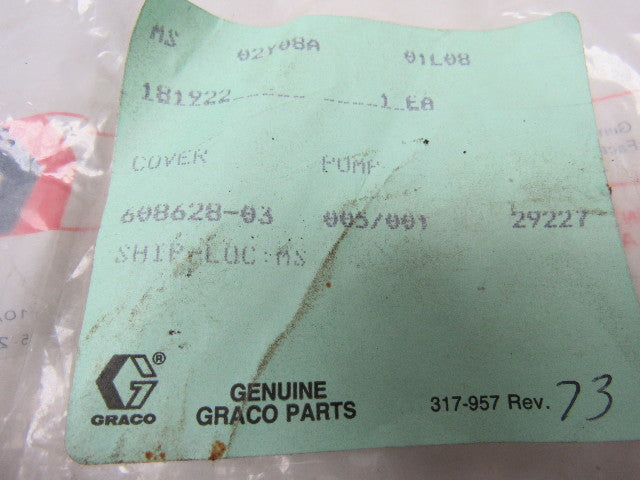 MS 02Y08A 01L08
181922------ -----1 EA
COVER PUMP
608628-03 005/001 29227
SHIP-LOC:MS
®
GRACO
GENUINE
GRACO PARTS
317-957 Rev. 73